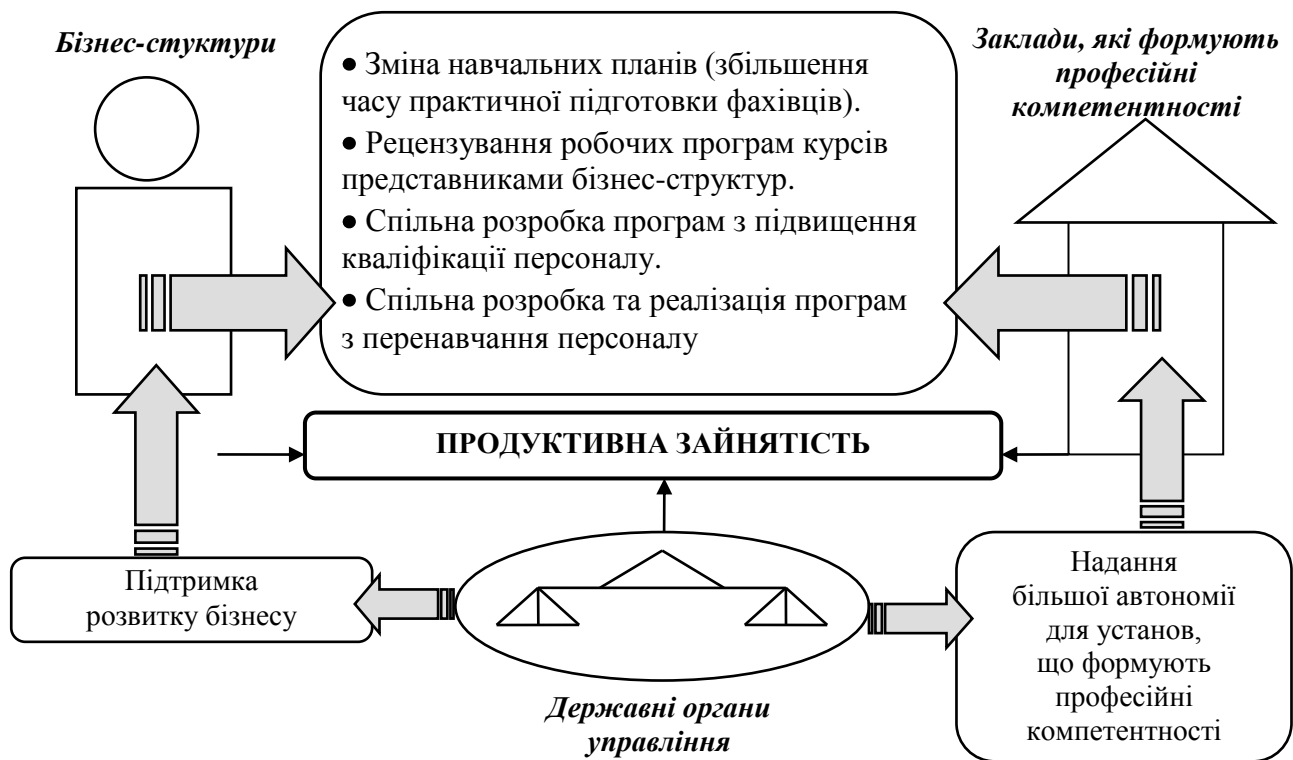 Бізнес-стуктури
• Зміна навчальних планів (збільшення
часу практичної підготовки фахівців).
• Рецензування робочих програм курсів
представниками бізнес-структур.
• Спільна розробка програм з підвищення
кваліфікації персоналу.
• Спільна розробка та реалізація програм
з перенавчання персоналу
Заклади, які формують
професійні
компетентності
ПРОДУКТИВНА ЗАЙНЯТІСТЬ
Підтримка
розвитку бізнесу
Державні органи
управління
Надання
більшої автономії
для установ,
що формують
професійні
компетентності